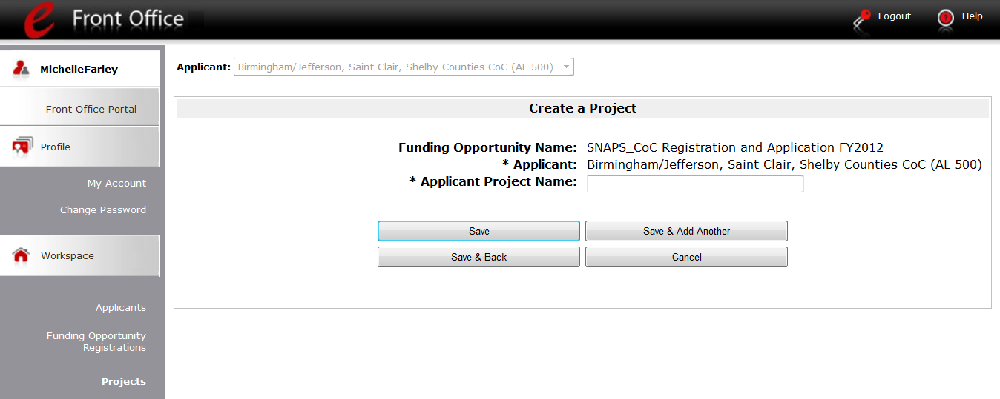 e Front Office
Logout
Help
MichelleFarley
Front Office Portal
Profile
My Account
Change Password
Workspace
Applicants
Funding Opportunity
Registrations
Projects
Applicant: Birmingham/Jefferson, Saint Clair, Shelby Counties CoC (AL 500)
Create a Project
Funding Opportunity Name: SNAPS_CoC Registration and Application FY2012
* Applicant: Birmingham/Jefferson, Saint Clair, Shelby Counties CoC (AL 500)
* Applicant Project Name:
Save
Save & Add Another
Save & Back
Cancel